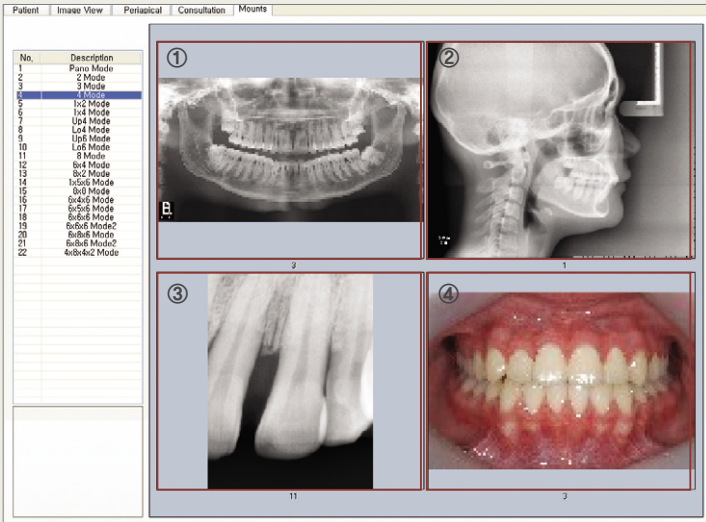 Patient Image View Periapical Consultation Mounts
No. Description
1 Pano Mode
2 2 Mode
3 3 Mode
4 4 Mode
5 1x2 Mode
6 1x4 Mode
7 Up4 Mode
8 Lo4 Mode
9 Up6 Mode
10 Lo6 Mode
11 8 Mode
12 6x4 Mode
13 8x2 Mode
14 1x5x6 Mode
15 8x8 Mode
16 6x4x6 Mode
17 6x5x6 Mode
18 6x6x6 Mode
19 6x6x6 Mode2
20 6x8x6 Mode
21 6x8x6 Mode2
22 4x8x4x2 Mode
①
②
3
1
③
④
11
3